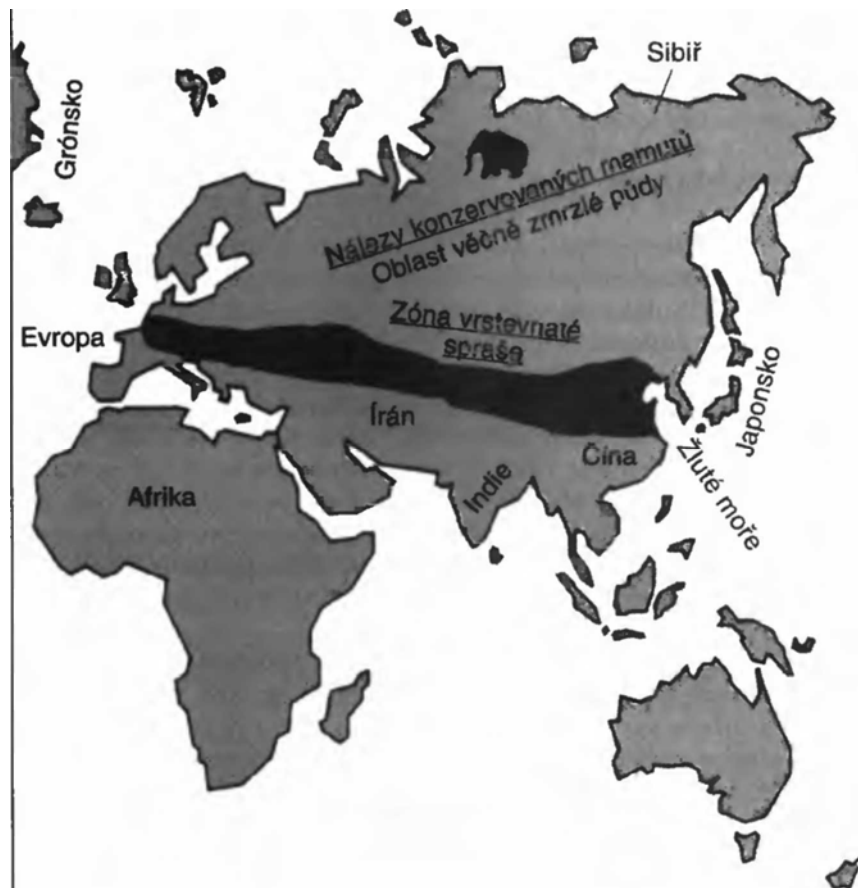 Sibiř
Grónsko
Nálezy konzervovaných mamutů
Oblast věčně zmrzlé půdy
Zóna vrstevnaté
spraše
Evropa
Írán
Japonsko
Čína
Žluté moře
Indie
Afrika